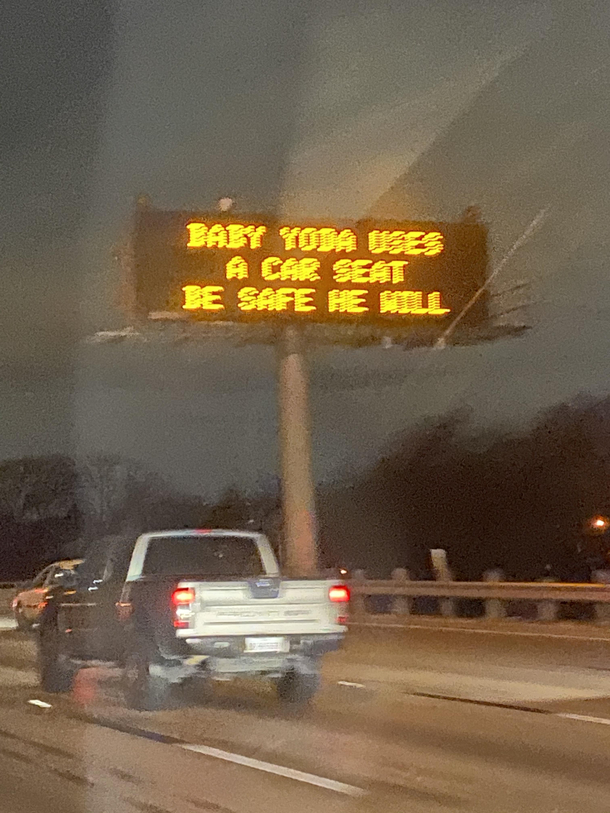 BABY YODA USES
A CAR SEAT
BE SAFE HE WILL